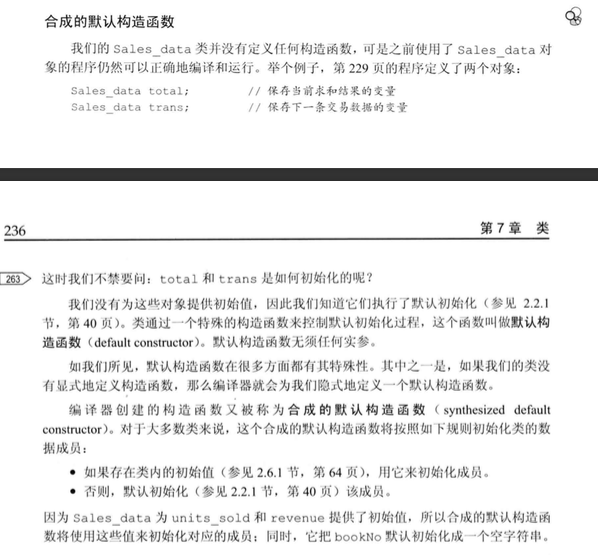 合成的默认构造函数
我们的 Sales_data 类并没有定义任何构造函数，可是之前使用了 Sales_data 对
象的程序仍然可以正确地编译和运行。举个例子，第 229 页的程序定义了两个对象：
Sales_data total;    // 保存当前求和结果的变量
Sales_data trans;    // 保存下一条交易数据的变量
236    第 7 章　类
263 这时我们不禁要问：total 和 trans 是如何初始化的呢？
我们没有为这些对象提供初始值，因此我们知道它们执行了默认初始化（参见 2.2.1
节，第 40 页）。类通过一个特殊的构造函数来控制默认初始化过程，这个函数叫做默认构
造函数（default constructor）。默认构造函数无须任何实参。
如我们所见，默认构造函数在很多方面都有其特殊性。其中之一是，如果我们的类没
有显式地定义构造函数，那么编译器就会为我们隐式地定义一个默认构造函数。
编译器创建的构造函数又被称为合成的默认构造函数（synthesized default
constructor）。对于大多数类来说，这个合成的默认构造函数将按照如下规则初始化类的数
据成员：
• 如果存在类内的初始值（参见 2.6.1 节，第 64 页），用它来初始化成员。
• 否则，默认初始化（参见 2.2.1 节，第 40 页）该成员。
因为 Sales_data 为 units_sold 和 revenue 提供了初始值，所以合成的默认构造函
数将使用这些值来初始化对应的成员；同时，它把 bookNo 默认初始化成一个空字符串。